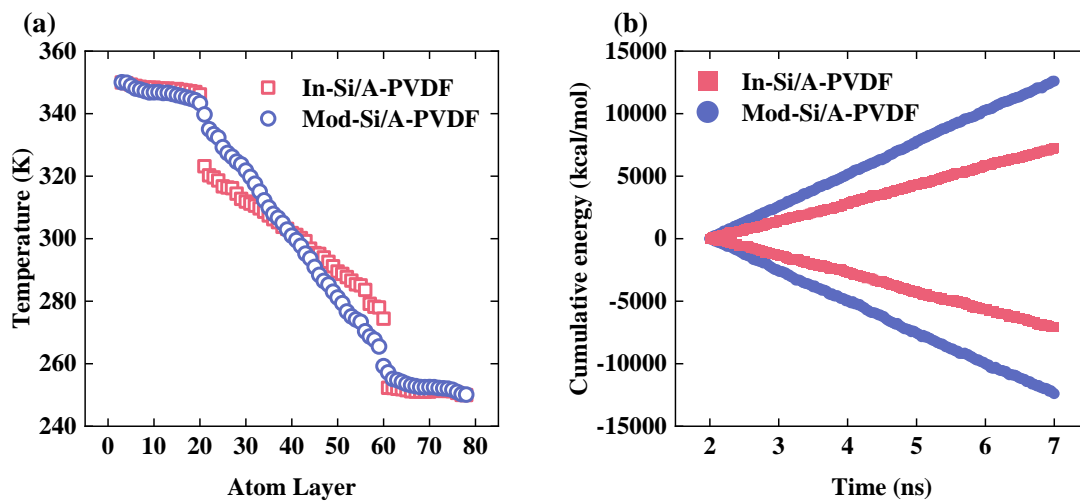 (a)
360
340
320
300
280
260
240
Temperature (K)
In-Si/A-PVDF
Mod-Si/A-PVDF
0 10 20 30 40 50 60 70 80
Atom Layer
(b)
15000
10000
5000
0
-5000
-10000
-15000
Cumulative energy (kcal/mol)
In-Si/A-PVDF
Mod-Si/A-PVDF
2 3 4 5 6 7
Time (ns)